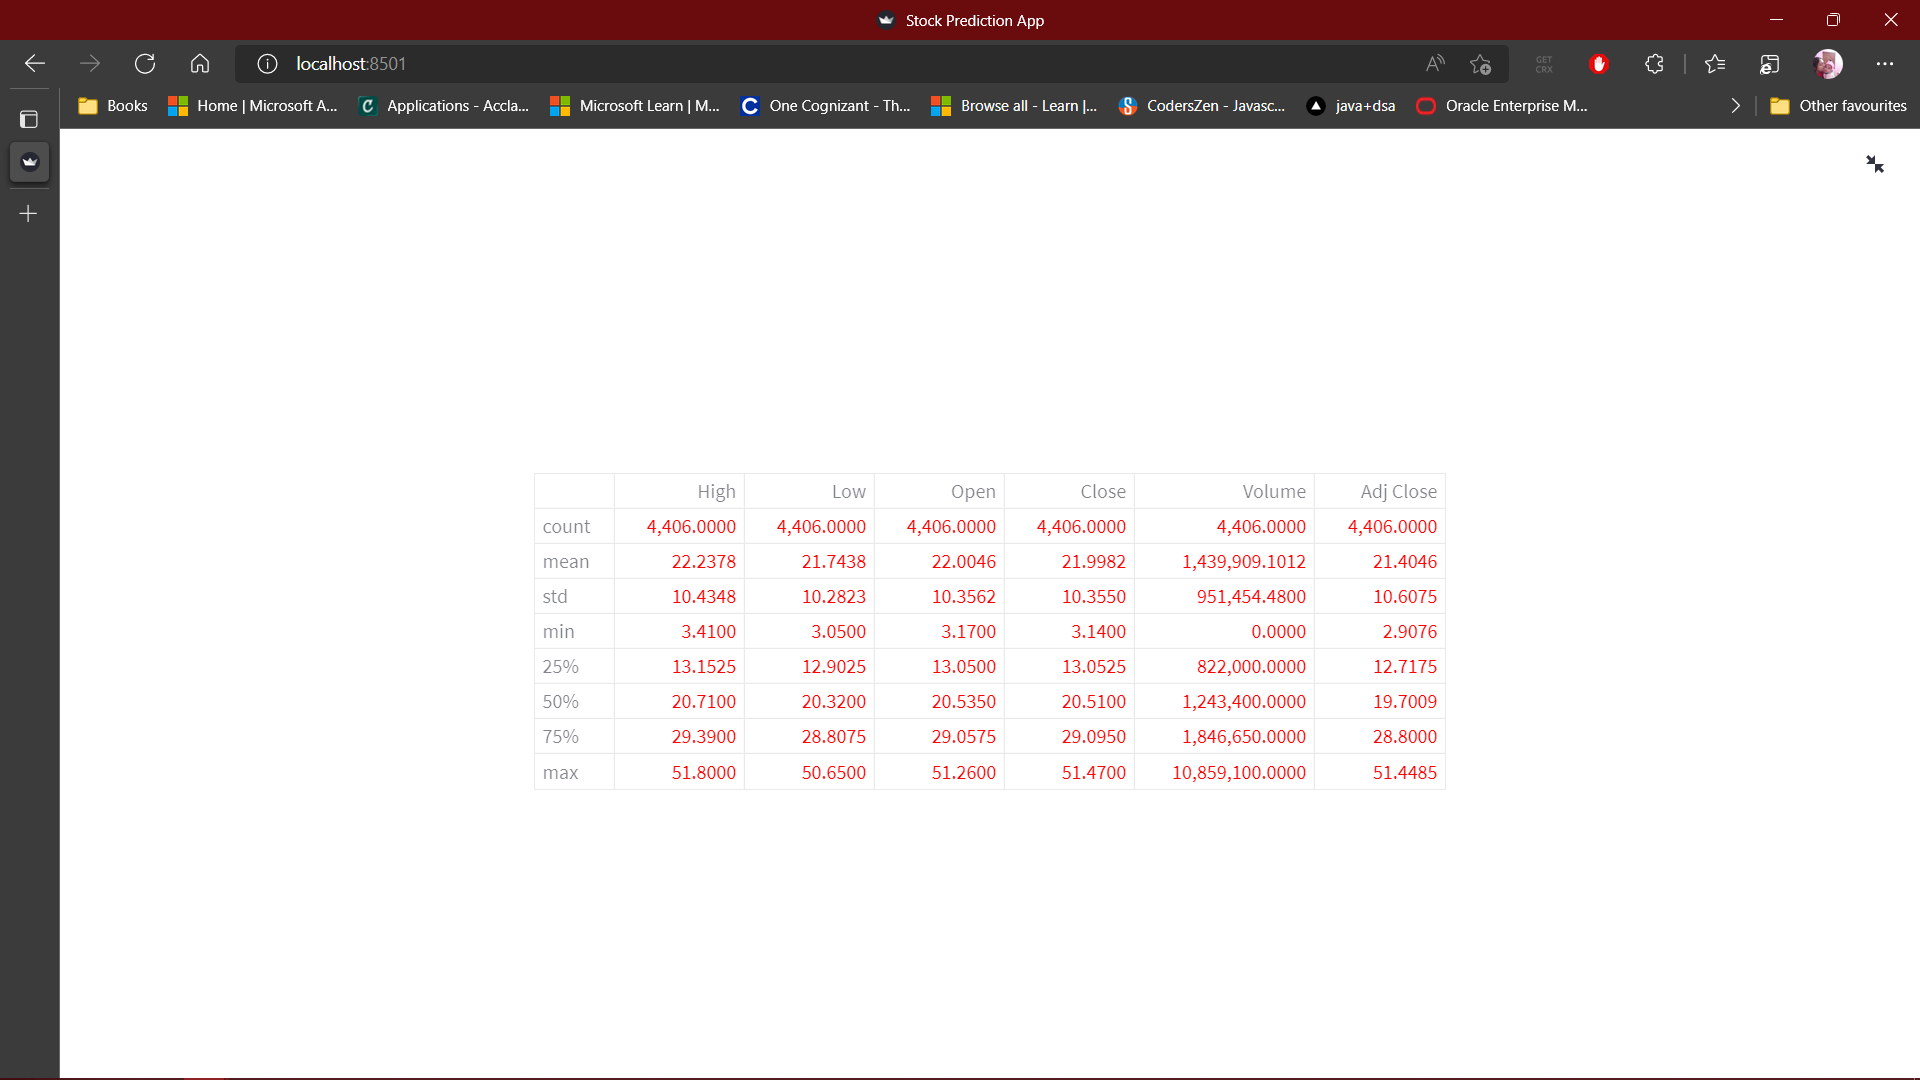 Stock Prediction App
localhost:8501
GET CRX
Books Home | Microsoft A... Applications - Accla... Microsoft Learn | M... One Cognizant - Th... Browse all - Learn |... CodersZen - Javasc... java+dsa Oracle Enterprise M... Other favourites
High Low Open Close Volume Adj Close
count 4,406.0000 4,406.0000 4,406.0000 4,406.0000 4,406.0000 4,406.0000
mean 22.2378 21.7438 22.0046 21.9982 1,439,909.1012 21.4046
std 10.4348 10.2823 10.3562 10.3550 951,454.4800 10.6075
min 3.4100 3.0500 3.1700 3.1400 0.0000 2.9076
25% 13.1525 12.9025 13.0500 13.0525 822,000.0000 12.7175
50% 20.7100 20.3200 20.5350 20.5100 1,243,400.0000 19.7009
75% 29.3900 28.8075 29.0575 29.0950 1,846,650.0000 28.8000
max 51.8000 50.6500 51.2600 51.4700 10,859,100.0000 51.4485